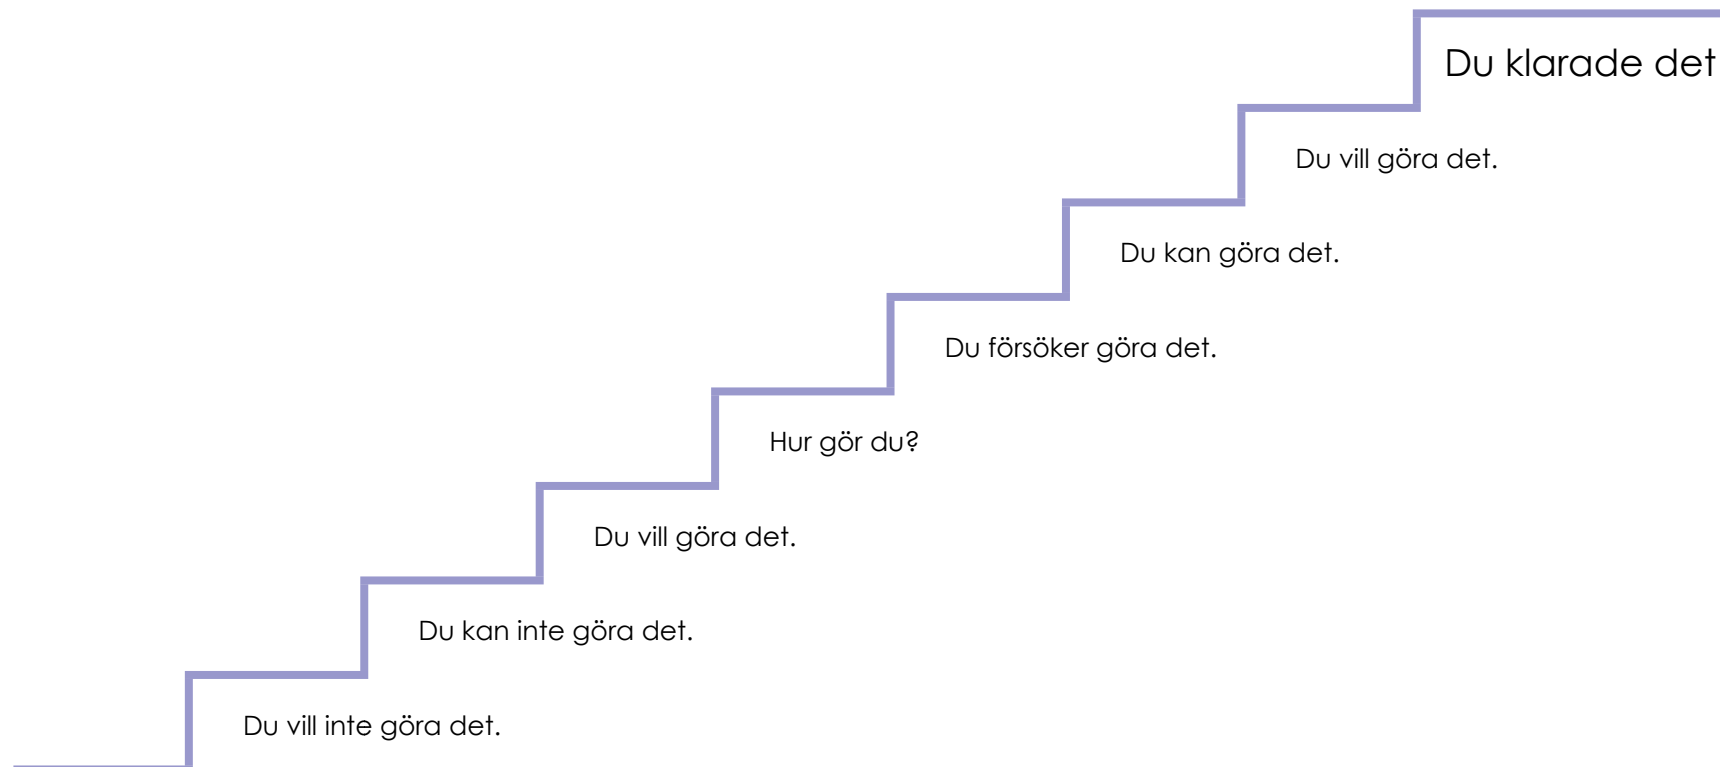 Du klarade det
Du vill göra det.
Du kan göra det.
Du försöker göra det.
Hur gör du?
Du vill göra det.
Du kan inte göra det.
Du vill inte göra det.